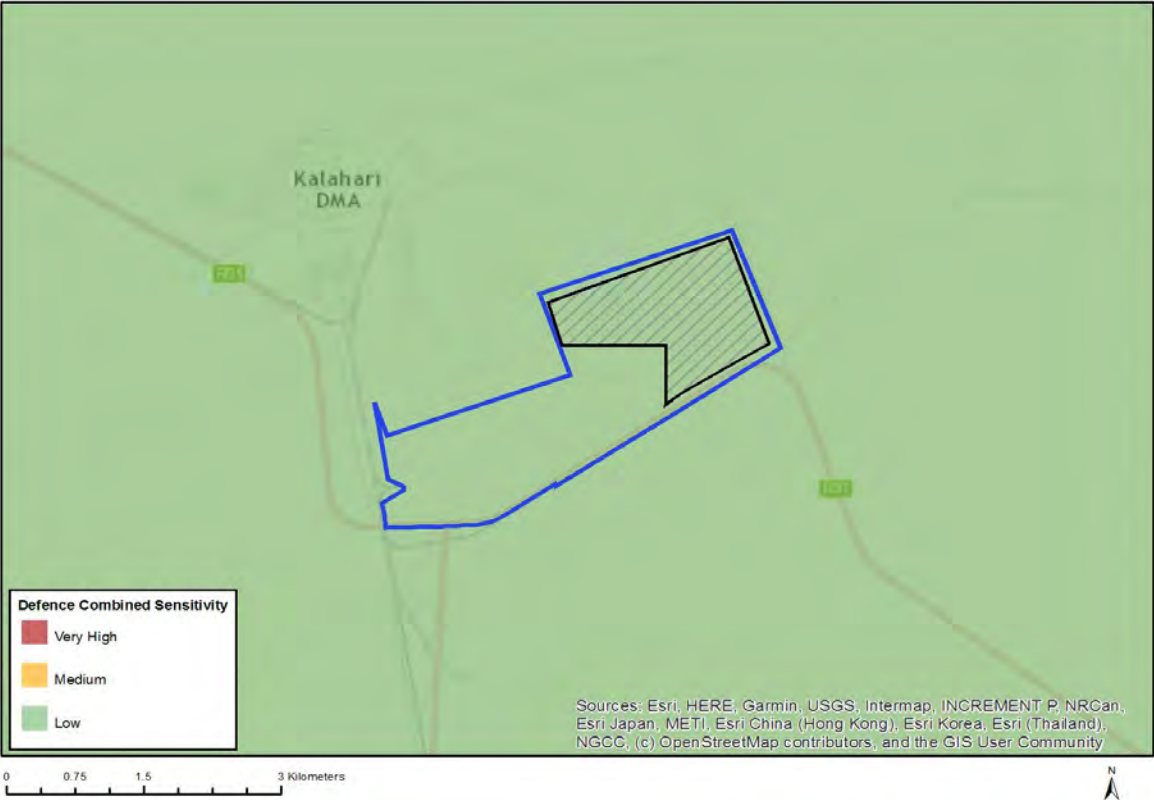 Kalahari
DMA
Defence Combined Sensitivity
Very High
Medium
Low
Sources: Esri, HERE, Garmin, USGS, Intermap, INCREMENT P, NRCan,
Esri Japan, METI, Esri China (Hong Kong), Esri Korea, Esri (Thailand),
NGCC, (c) OpenStreetMap contributors, and the GIS User Community
0 0.75 1.5 3 Kilometers
N